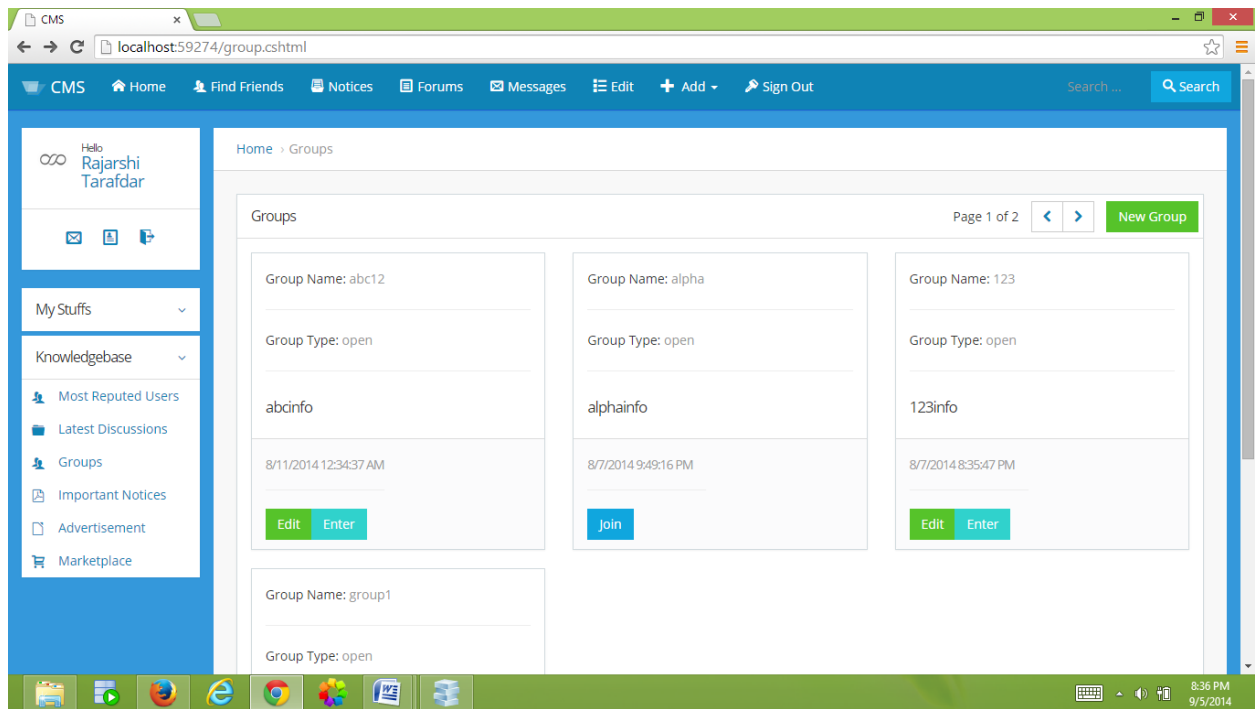 CMS
localhost:59274/group.cshtml
CMS Home Find Friends Notices Forums Messages Edit Add Sign Out Search ... Search
Hello
Rajarshi
Tarafdar
My Stuffs
Knowledgebase
Most Reputed Users
Latest Discussions
Groups
Important Notices
Advertisement
Marketplace
Home › Groups
Groups Page 1 of 2 New Group
Group Name: abc12
Group Type: open
abcinfo
8/11/2014 12:34:37 AM
Edit Enter
Group Name: alpha
Group Type: open
alphainfo
8/7/2014 9:49:16 PM
Join
Group Name: 123
Group Type: open
123info
8/7/2014 8:35:47 PM
Edit Enter
Group Name: group1
Group Type: open
8:36 PM
9/5/2014